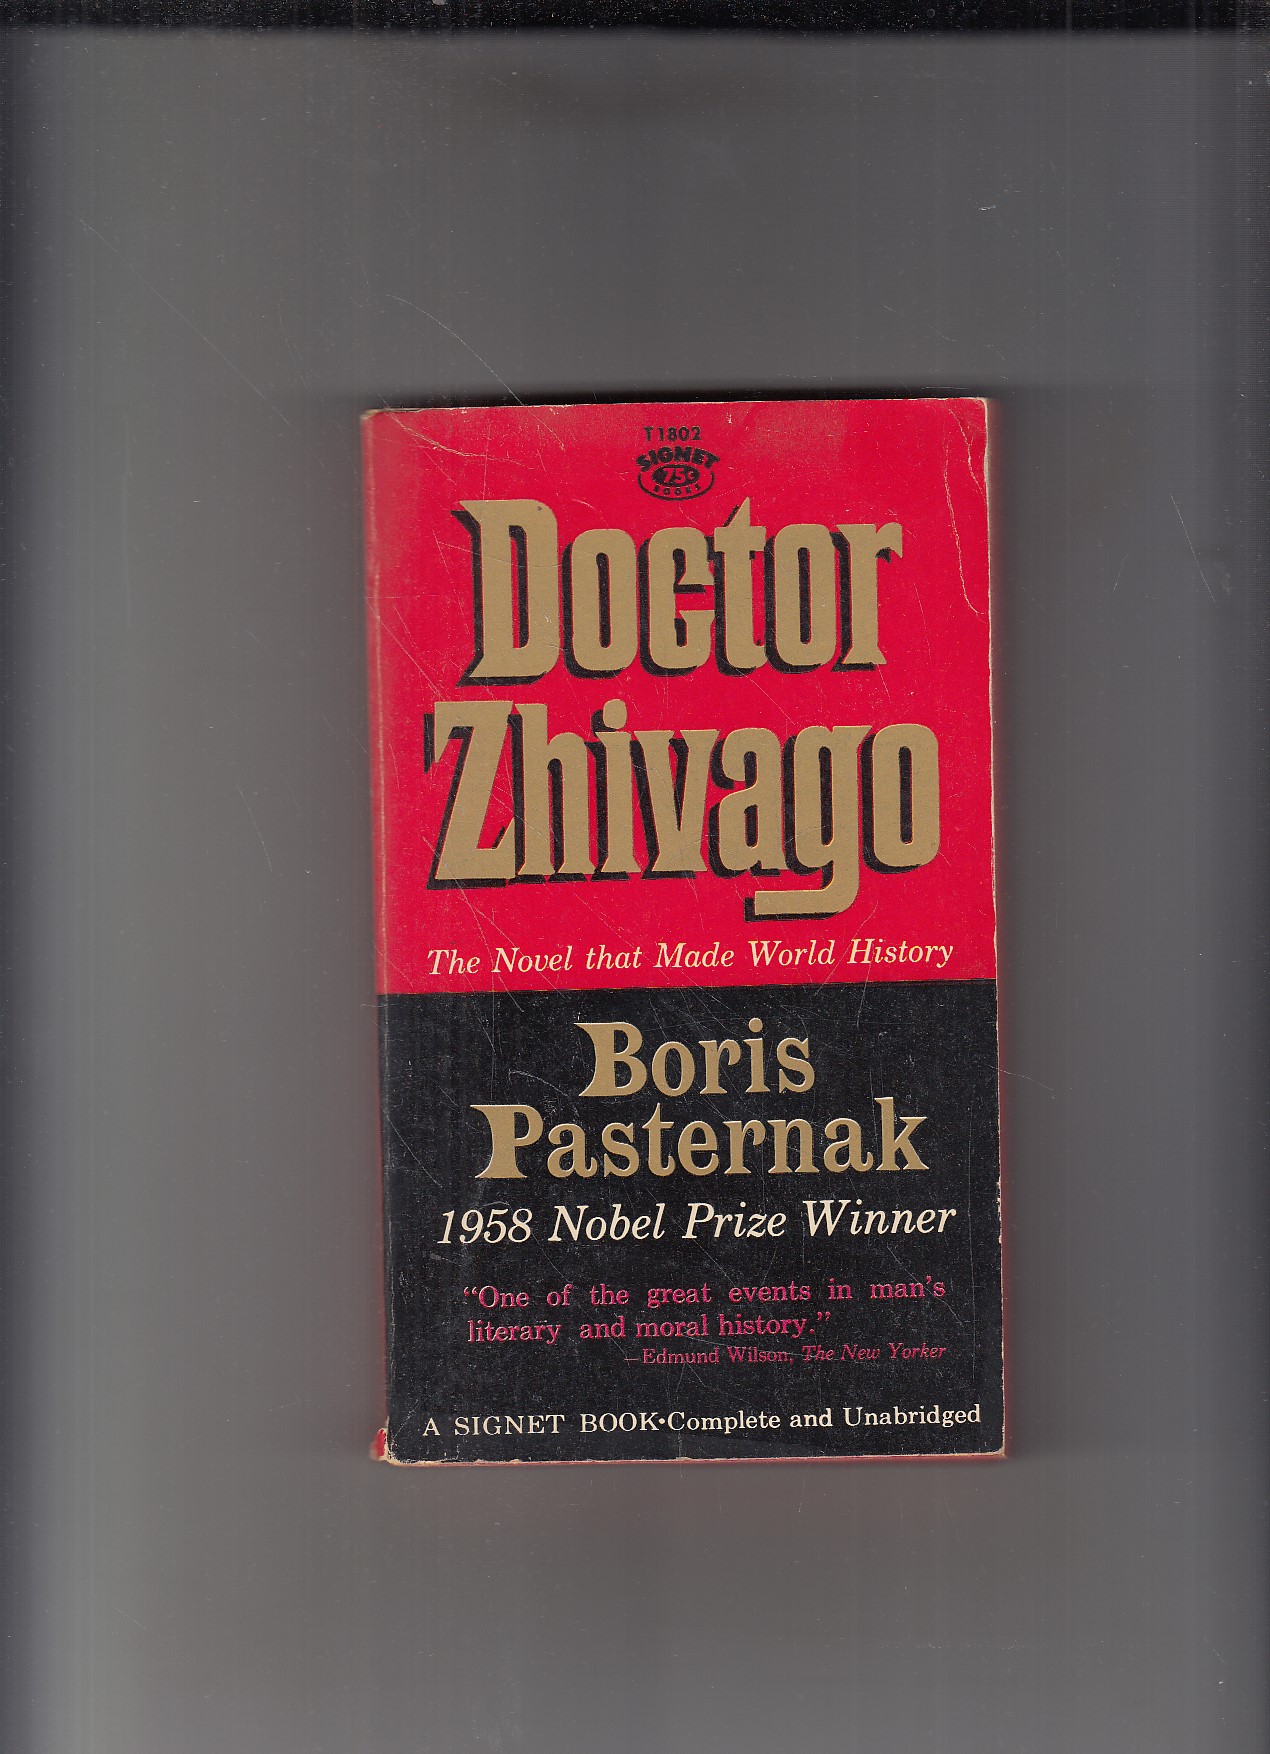 T1802
SIGNET
75¢
BOOKS
Doctor
Zhivago
The Novel that Made World History
Boris
Pasternak
1958 Nobel Prize Winner
“One of the great events in man’s
literary and moral history.”
—Edmund Wilson, The New Yorker
A SIGNET BOOK•Complete and Unabridged